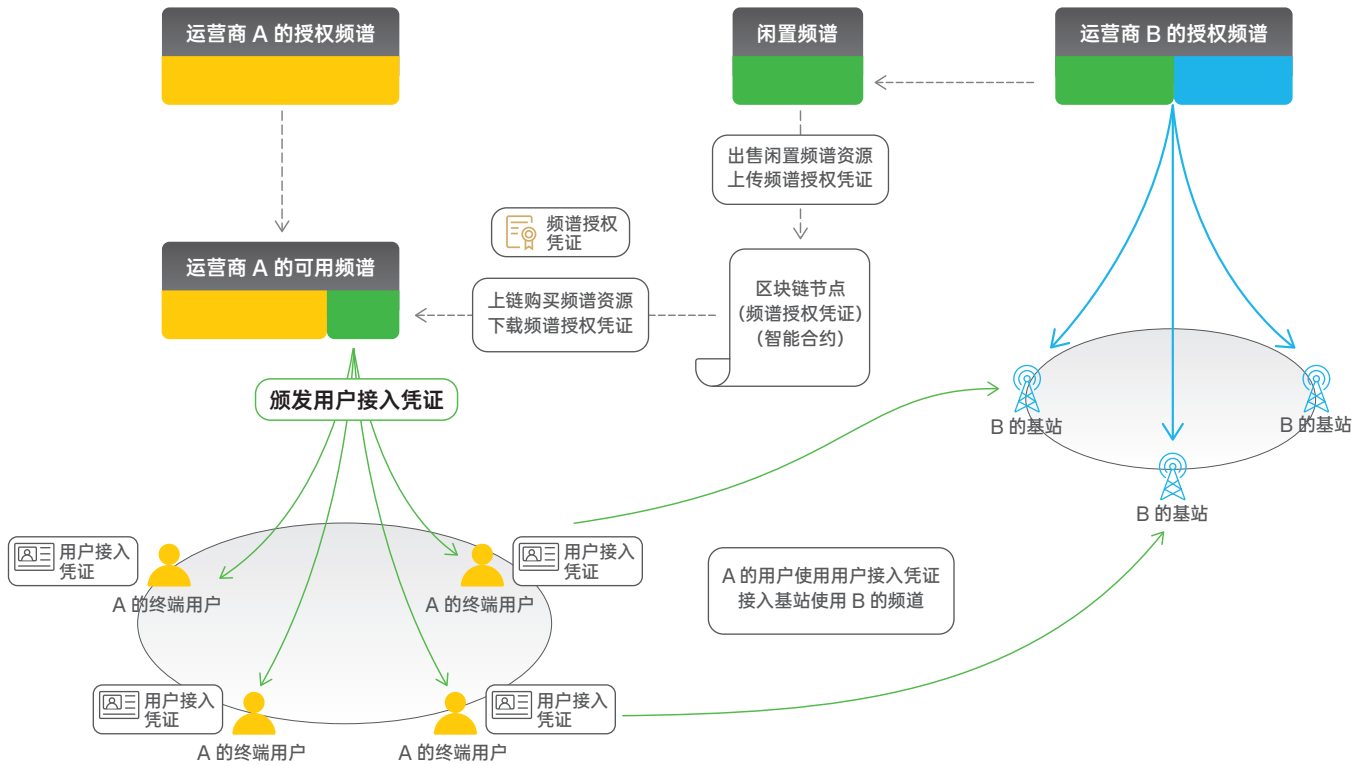 运营商 A 的授权频谱
闲置频谱
运营商 B 的授权频谱
出售闲置频谱资源
上传频谱授权凭证
频谱授权
凭证
运营商 A 的可用频谱
上链购买频谱资源
下载频谱授权凭证
区块链节点
(频谱授权凭证)
(智能合约)
颁发用户接入凭证
B 的基站
B 的基站
B 的基站
用户接入
凭证
A 的终端用户
用户接入
凭证
A 的终端用户
A 的用户使用用户接入凭证
接入基站使用 B 的频道
用户接入
凭证
A 的终端用户
用户接入
凭证
A 的终端用户